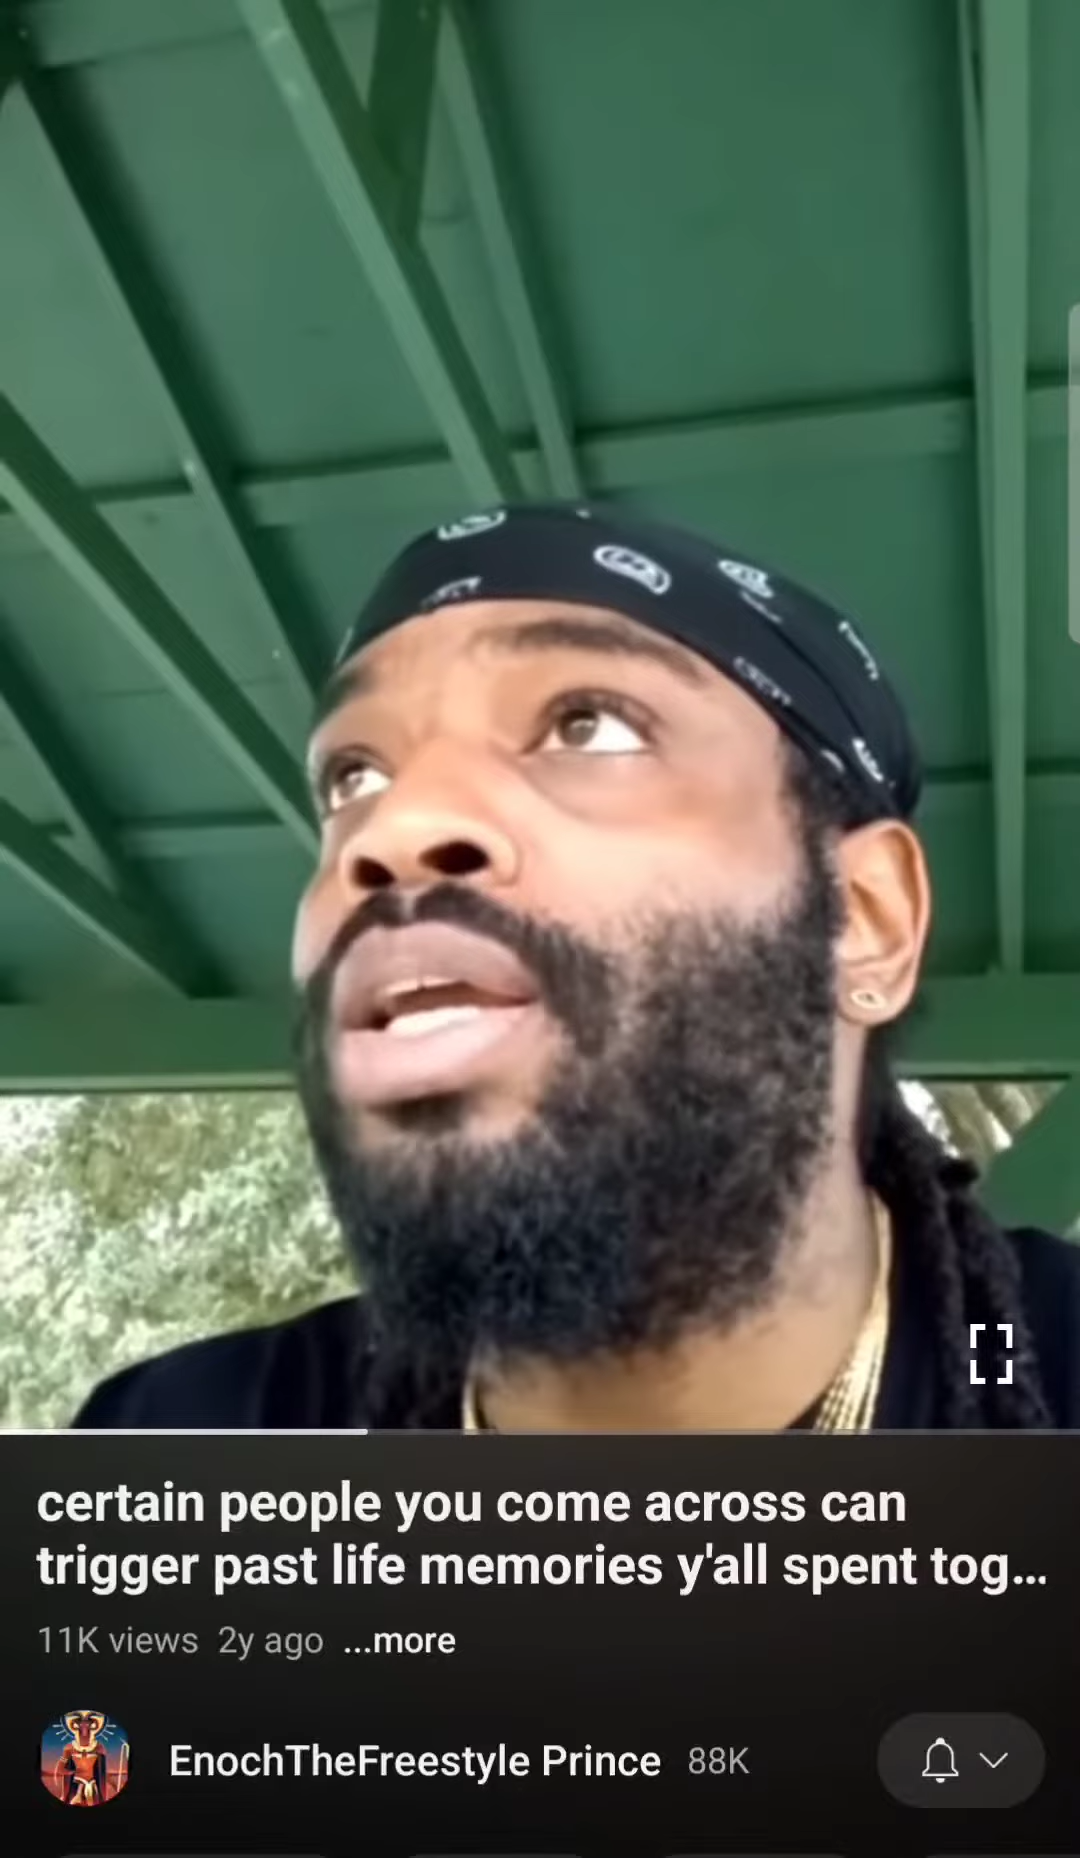 certain people you come across can
trigger past life memories y'all spent tog...
11K views 2y ago ...more
EnochTheFreestyle Prince 88K